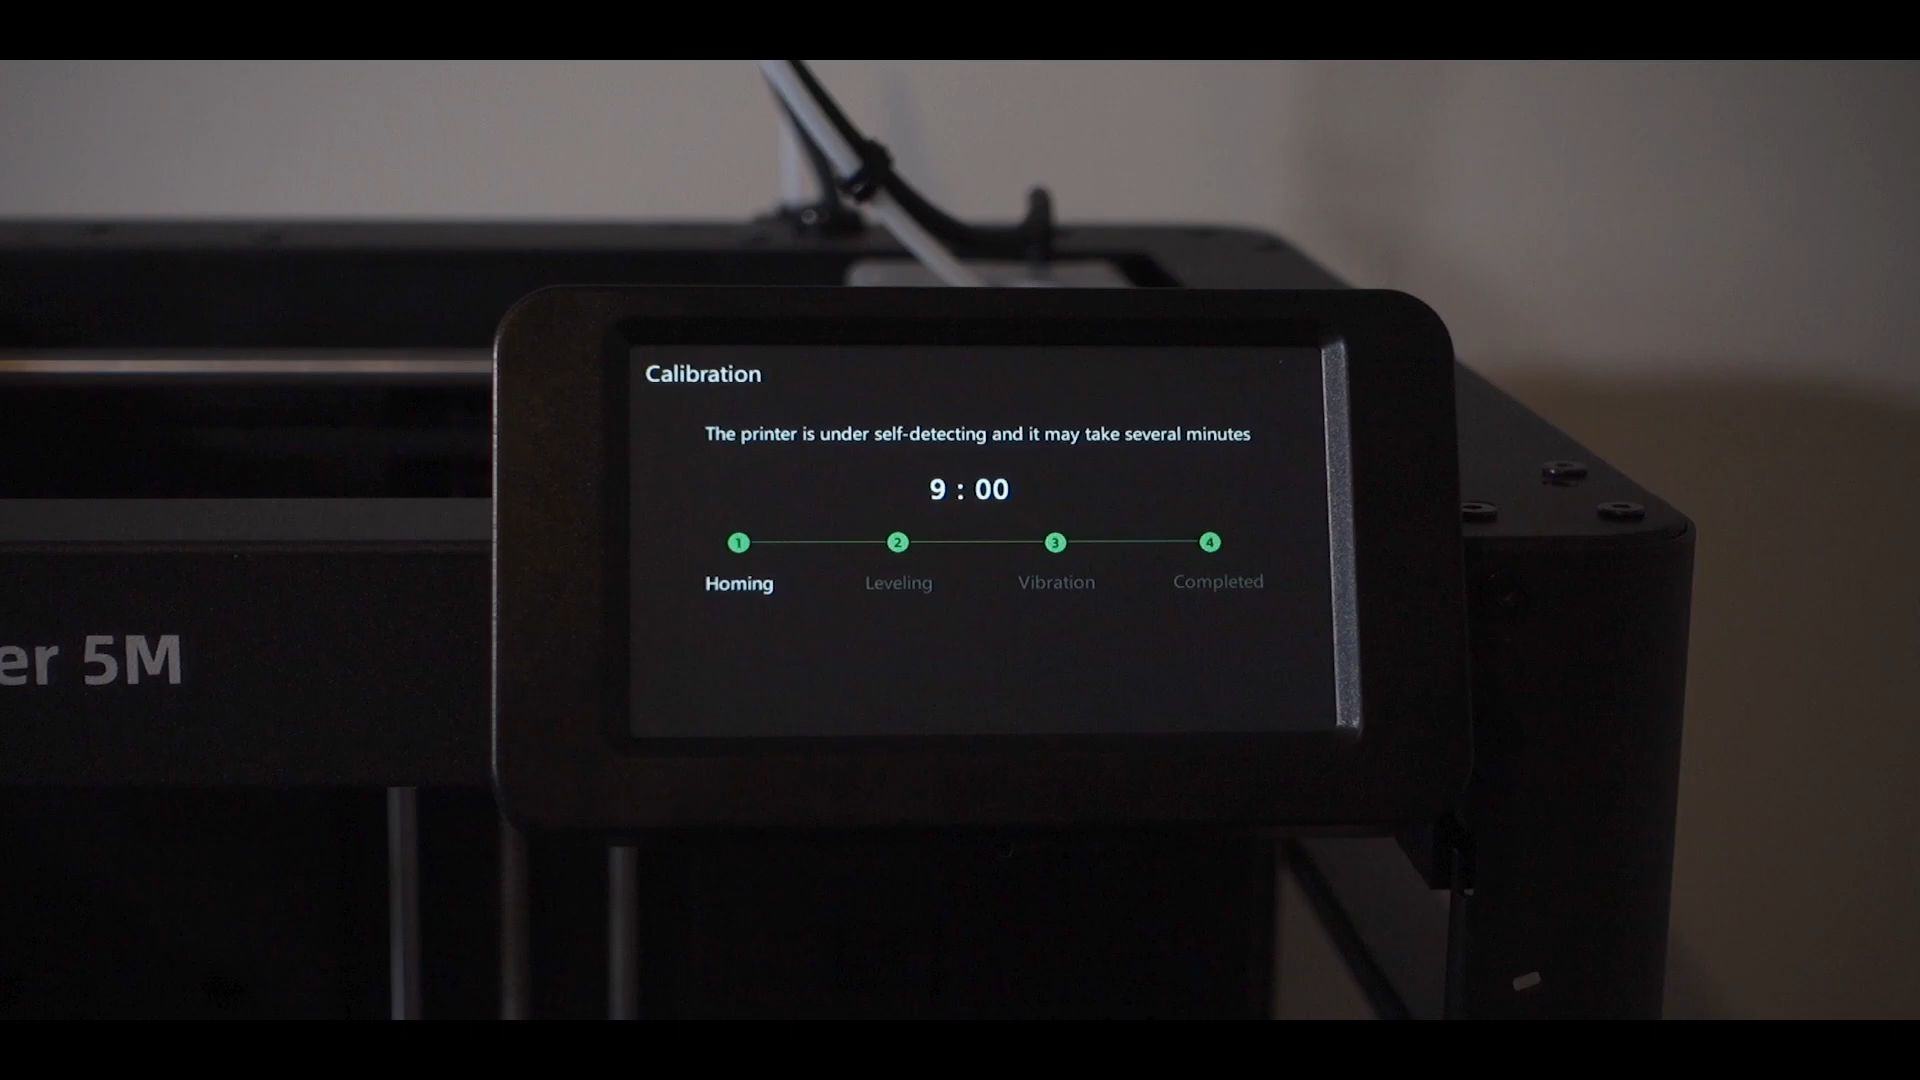 Calibration
The printer is under self-detecting and it may take several minutes
9 : 00
1 2 3 4
Homing Leveling Vibration Completed
er 5M